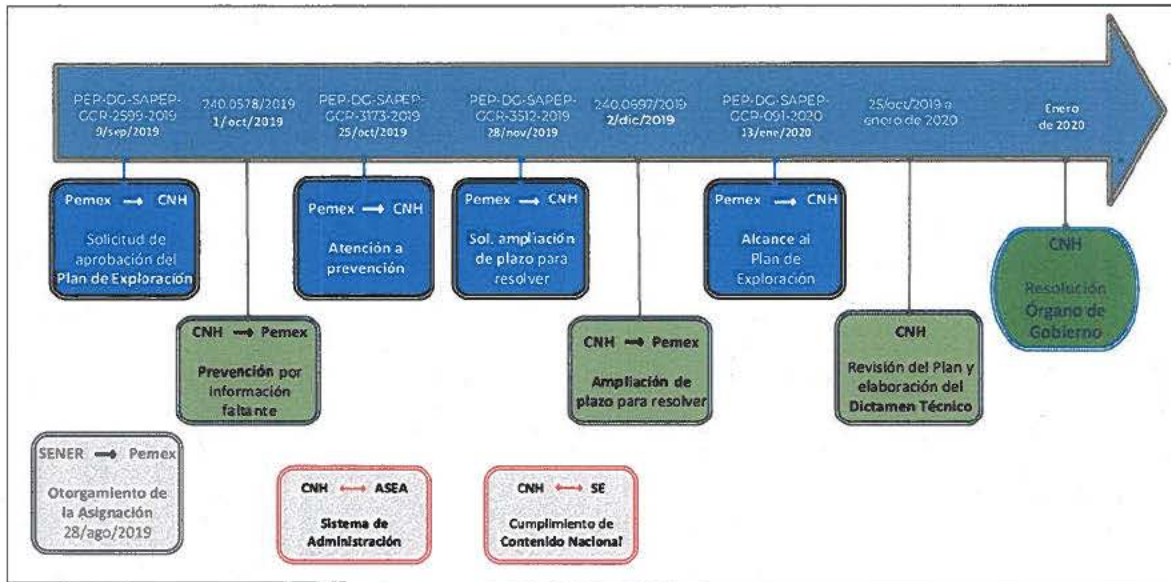 PEP-DG-SAPEP-
GCR-2599-2019
9/sep/2019
240.0578/2019
1/oct/2019
PEP-DG-SAPEP-
GCR-3173-2019
25/oct/2019
PEP-DG-SAPEP-
GCR-3512-2019
28/nov/2019
240.0697/2019
2/dic/2019
PEP-DG-SAPEP-
GCR-091-2020
13/ene/2020
25/oct/2019 a
enero de 2020
Enero
de 2020
Pemex → CNH
Solicitud de
aprobación del
Plan de Exploración
Pemex → CNH
Atención a
prevención
Pemex → CNH
Sol. ampliación
de plazo para
resolver
Pemex → CNH
Alcance al
Plan de
Exploración
CNH
Resolución
Órgano de
Gobierno
CNH → Pemex
Prevención por
información
faltante
CNH → Pemex
Ampliación de
plazo para resolver
CNH
Revisión del Plan y
elaboración del
Dictamen Técnico
SENER → Pemex
Otorgamiento de
la Asignación
28/ago/2019
CNH ↔ ASEA
Sistema de
Administración
CNH ↔ SE
Cumplimiento de
Contenido Nacional